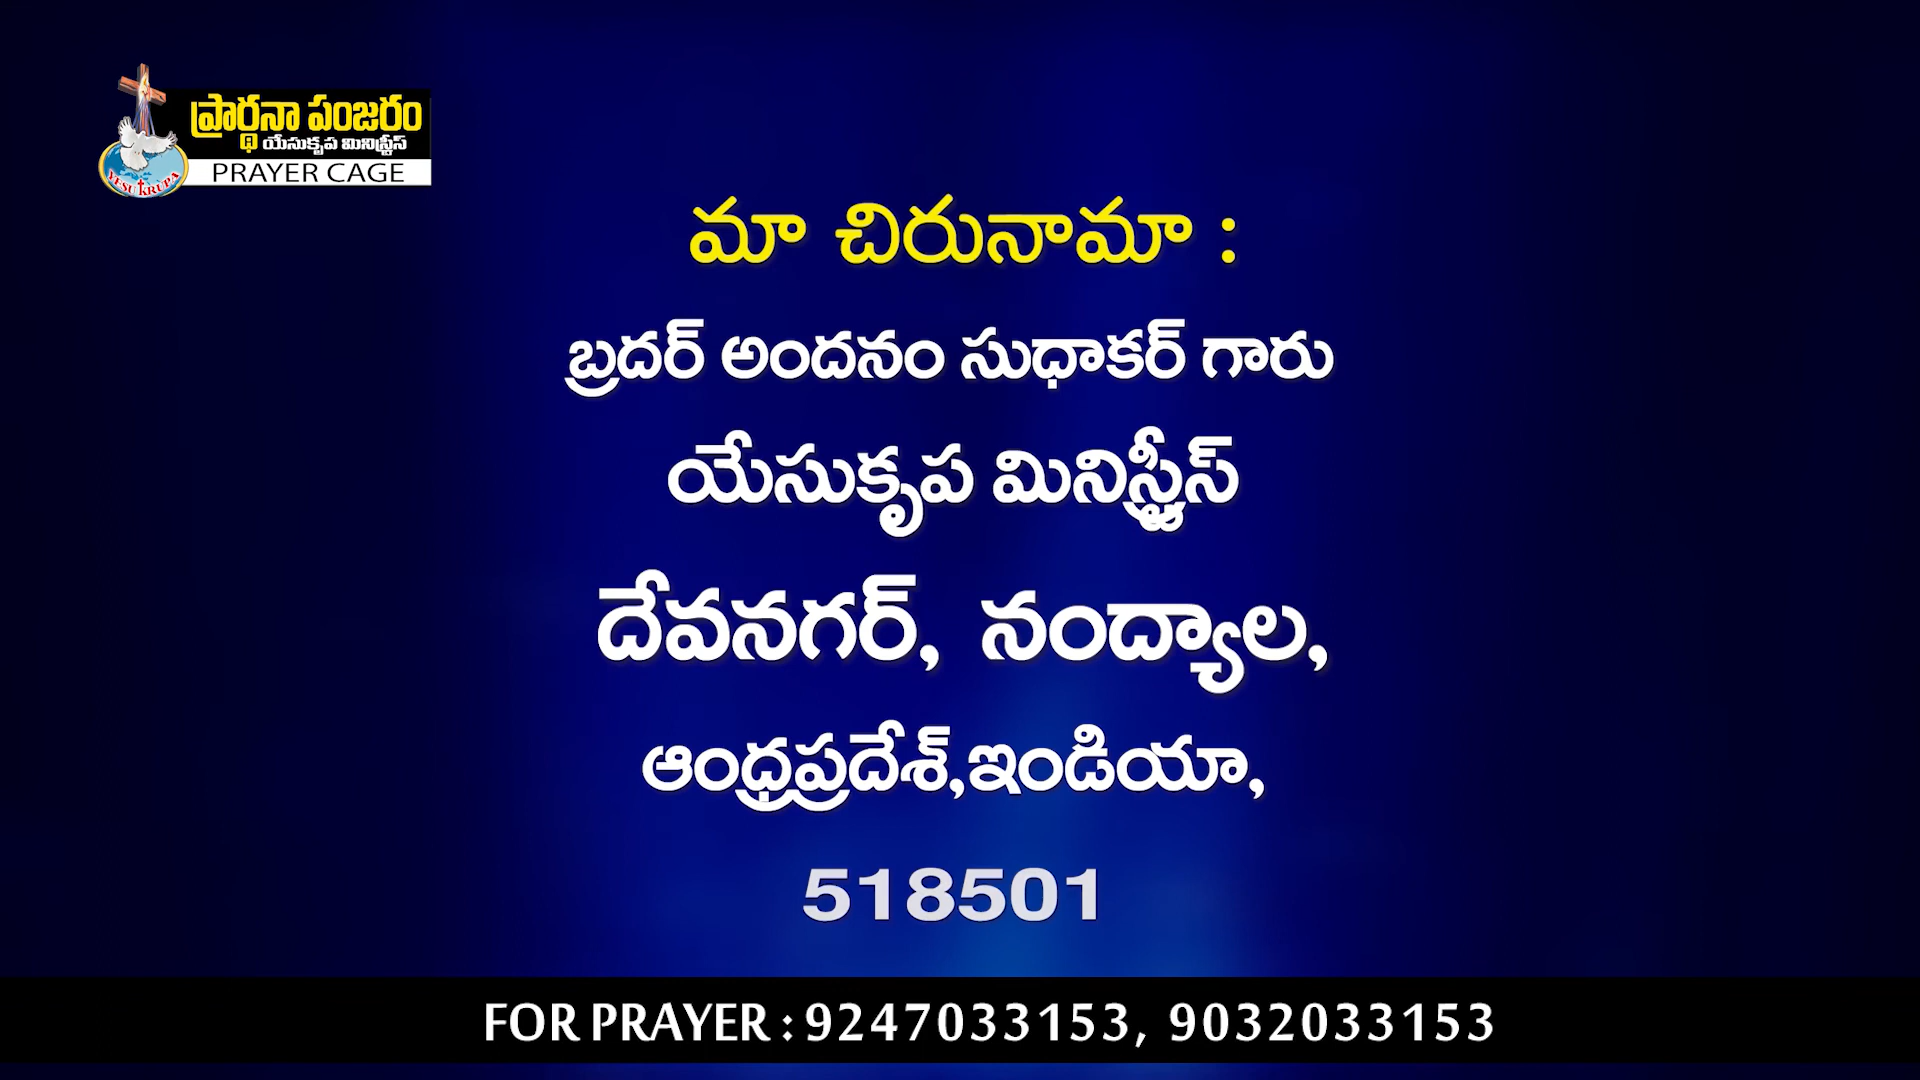 ప్రార్థనా పంజరం
యేసుకృప మినిస్ట్రీస్
PRAYER CAGE
YESU KRUPA
మా చిరునామా :
బ్రదర్ అందనం సుధాకర్ గారు
యేసుకృప మినిస్ట్రీస్
దేవనగర్, నంద్యాల,
ఆంధ్రప్రదేశ్,ఇండియా,
518501
FOR PRAYER : 9247033153, 9032033153